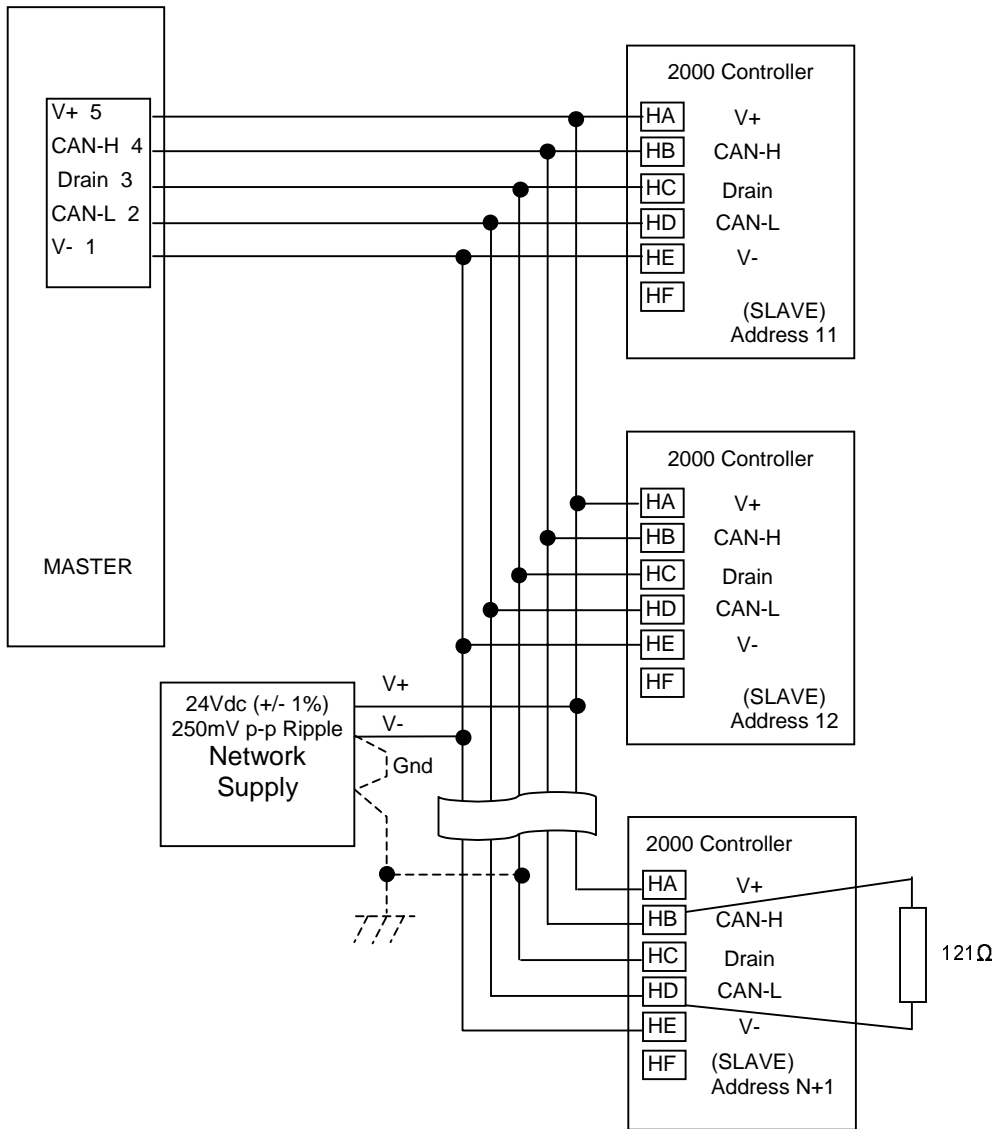 V+ 5
CAN-H 4
Drain 3
CAN-L 2
V- 1
MASTER
2000 Controller
HA V+
HB CAN-H
HC Drain
HD CAN-L
HE V-
HF
(SLAVE)
Address 11
2000 Controller
HA V+
HB CAN-H
HC Drain
HD CAN-L
HE V-
HF
(SLAVE)
Address 12
24Vdc (+/- 1%)
250mV p-p Ripple
Network
Supply
V+
V-
Gnd
2000 Controller
HA V+
HB CAN-H
HC Drain
HD CAN-L
HE V-
HF (SLAVE)
Address N+1
121Ω